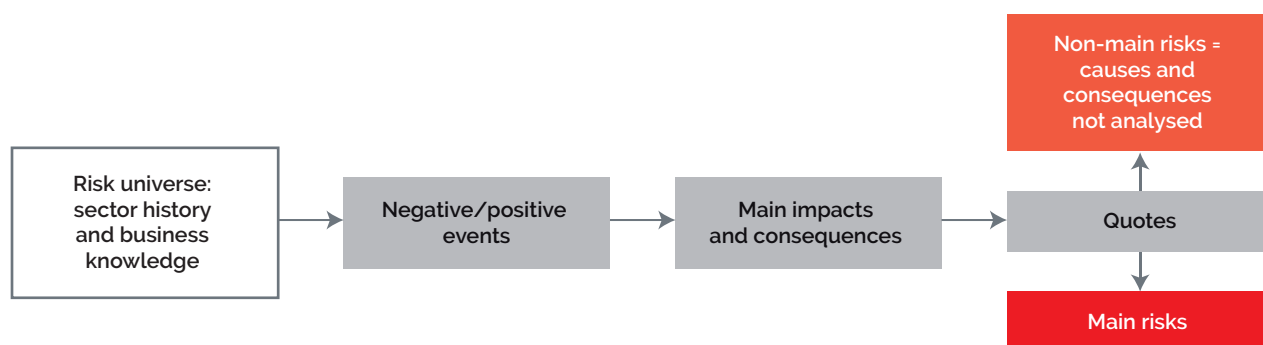 Risk universe:
sector history
and business
knowledge
Negative/positive
events
Main impacts
and consequences
Non-main risks =
causes and
consequences
not analysed
Quotes
Main risks